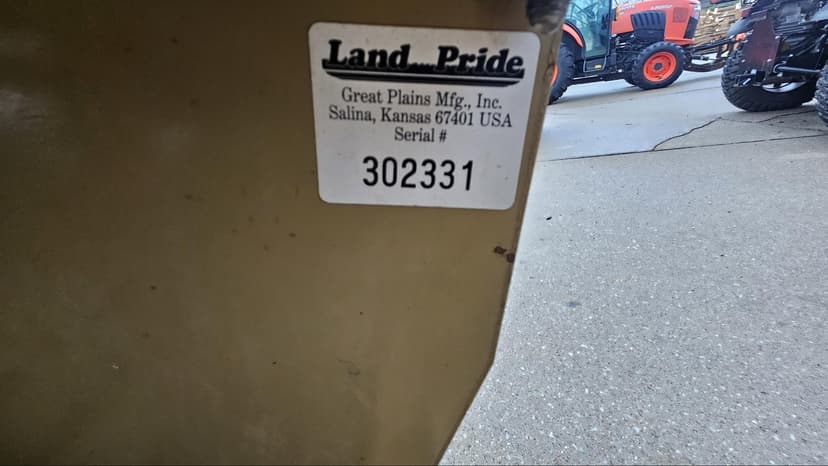 Land Pride
Great Plains Mfg., Inc.
Salina, Kansas 67401 USA
Serial #
302331